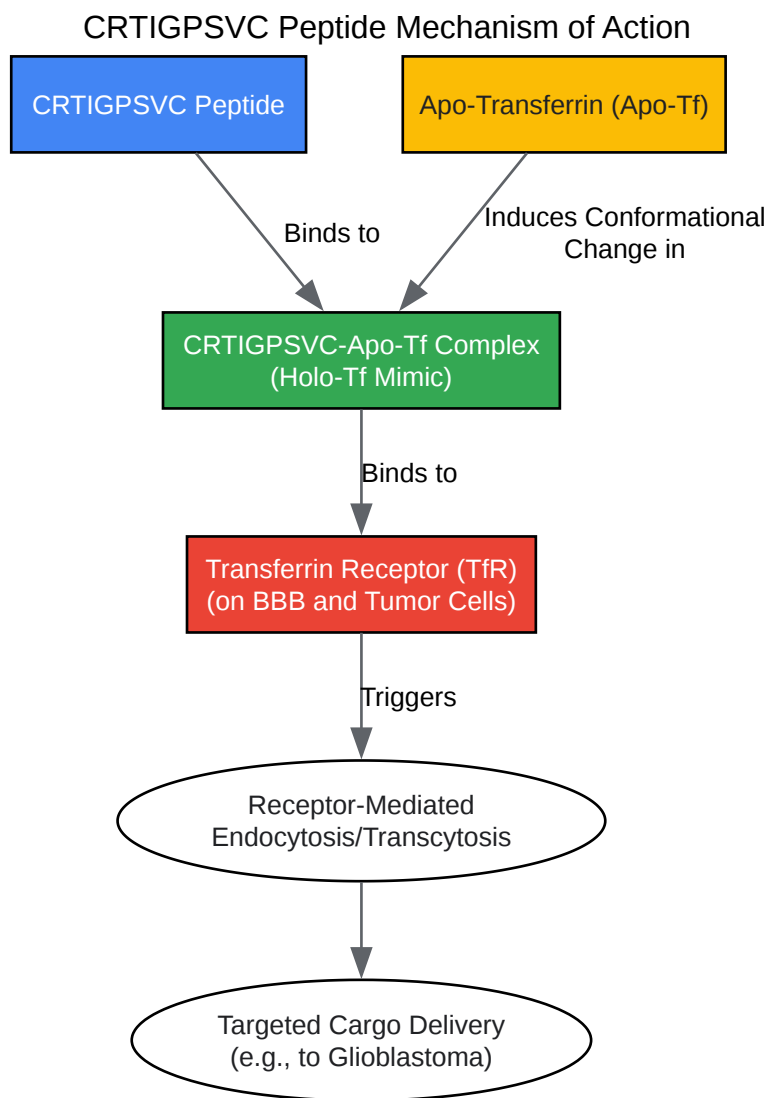 CRTIGPSVC Peptide Mechanism of Action
CRTIGPSVC Peptide
Apo-Transferrin (Apo-Tf)
Binds to
Induces Conformational
Change in
CRTIGPSVC-Apo-Tf Complex
(Holo-Tf Mimic)
Binds to
Transferrin Receptor (TfR)
(on BBB and Tumor Cells)
Triggers
Receptor-Mediated
Endocytosis/Transcytosis
Targeted Cargo Delivery
(e.g., to Glioblastoma)